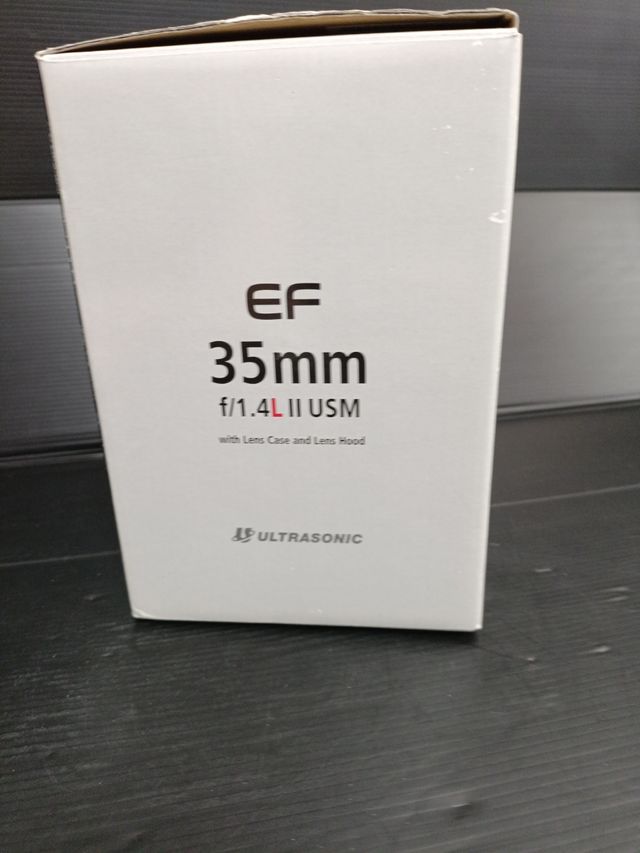 EF
35mm
f/1.4L II USM
with Lens Case and Lens Hood
ULTRASONIC